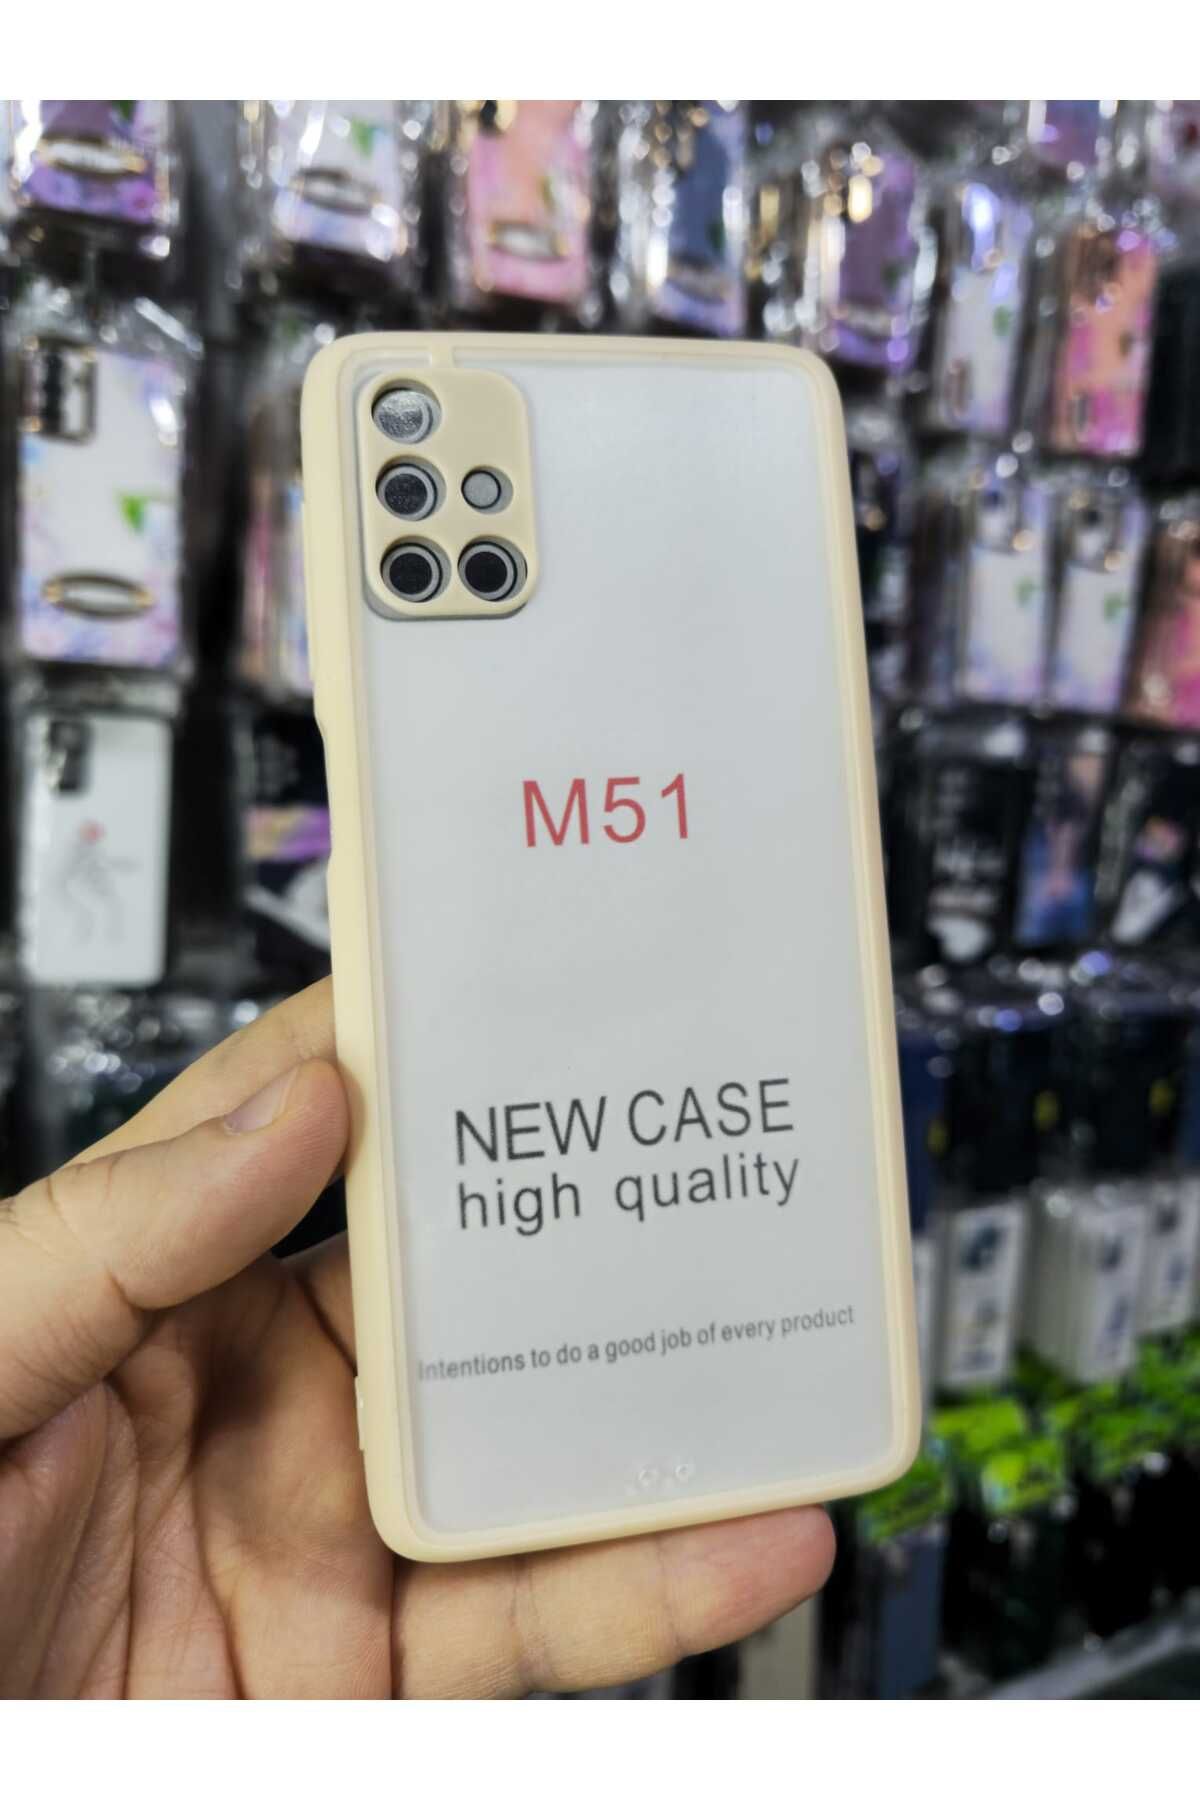 M51
NEW CASE
high quality
Intentions to do a good job of every product